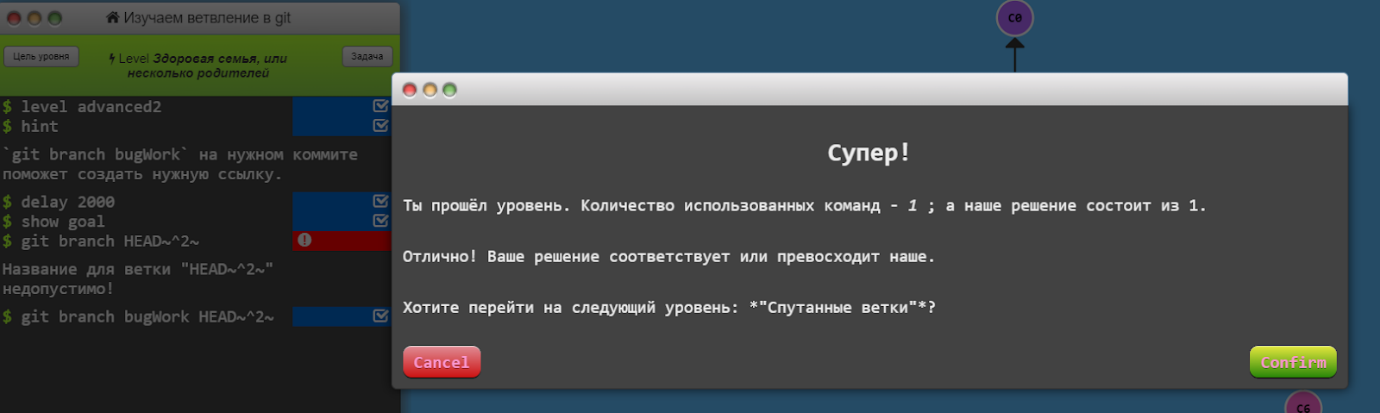 Изучаем ветвление в git
c0
Цель уровня
Level Здоровая семья, или
несколько родителей
Задача
$ level advanced2
$ hint
`git branch bugWork` на нужном коммите
поможет создать нужную ссылку.
$ delay 2000
$ show goal
$ git branch HEAD~^2~
Название для ветки "HEAD~^2~"
недопустимо!
$ git branch bugWork HEAD~^2~
Супер!
Ты прошёл уровень. Количество использованных команд - 1 ; а наше решение состоит из 1.
Отлично! Ваше решение соответствует или превосходит наше.
Хотите перейти на следующий уровень: *"Спутанные ветки"*?
Cancel
Confirm
c6